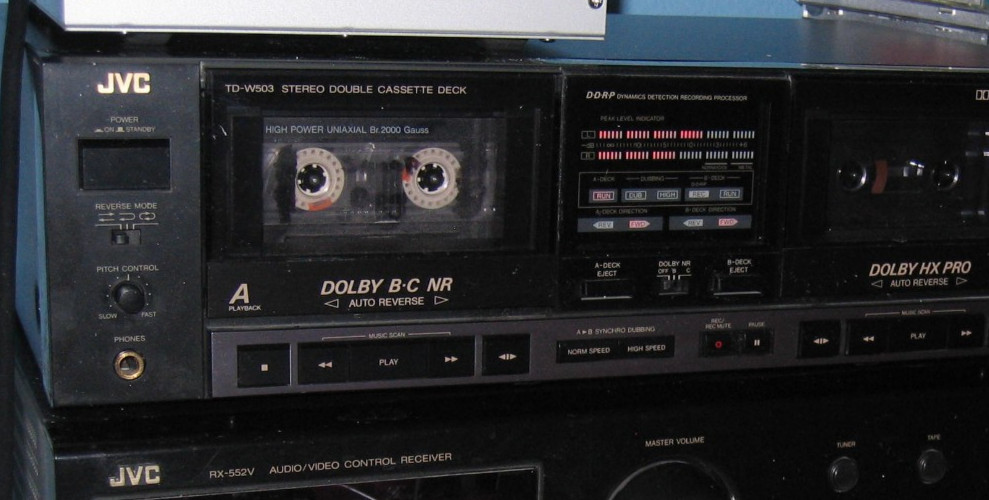 JVC
POWER
ON STANDBY
REVERSE MODE
PITCH CONTROL
SLOW FAST
PHONES
TD-W503 STEREO DOUBLE CASSETTE DECK
HIGH POWER UNIAXIAL Br.2000 Gauss
A
PLAYBACK
DOLBY B·C NR
AUTO REVERSE
D·D·R·P DYNAMICS DETECTION RECORDING PROCESSOR
PEAK LEVEL INDICATOR
L
R
A-DECK DUBBING B-DECK
DDRP
RUN DUB HIGH REC RUN
A-DECK DIRECTION B-DECK DIRECTION
REV FWD REV FWD
A-DECK
EJECT
DOLBY NR
OFF B C
B-DECK
EJECT
DOLBY HX PRO
AUTO REVERSE
MUSIC SCAN
PLAY
A►B SYNCHRO DUBBING
NORM SPEED HIGH SPEED
REC/
REC MUTE
PAUSE
MUSIC SCAN
PLAY
JVC
RX-552V AUDIO/VIDEO CONTROL RECEIVER
MASTER VOLUME
TUNER
TAPE